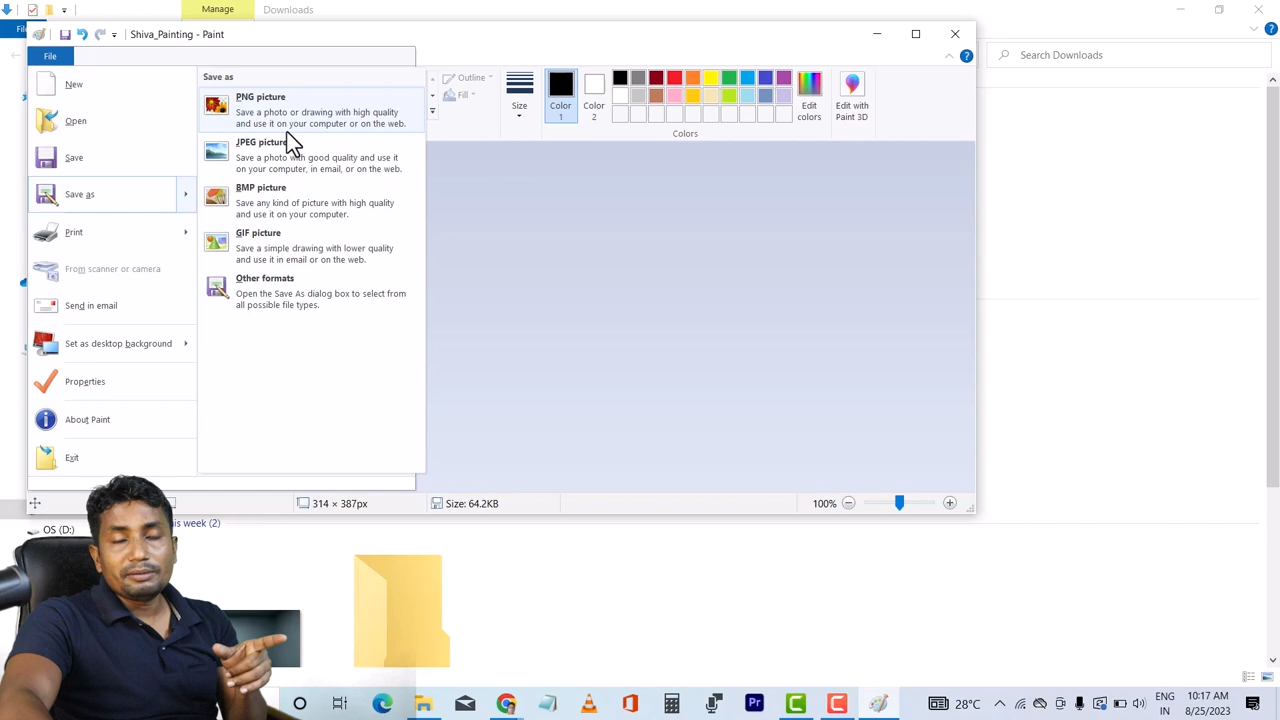 Manage
Downloads
Shiva_Painting - Paint
File
Search Downloads
New
Open
Save
Save as
Print
From scanner or camera
Send in email
Set as desktop background
Properties
About Paint
Exit
Save as
PNG picture
Save a photo or drawing with high quality
and use it on your computer or on the web.
JPEG picture
Save a photo with good quality and use it
on your computer, in email, or on the web.
BMP picture
Save any kind of picture with high quality
and use it on your computer.
GIF picture
Save a simple drawing with lower quality
and use it in email or on the web.
Other formats
Open the Save As dialog box to select from
all possible file types.
Outline
Fill
Size
Color
1
Color
2
Edit
colors
Edit with
Paint 3D
Colors
314 × 387px
Size: 64.2KB
100%
OS (D:)
is week (2)
Pr
28°C
ENG
IN
10:17 AM
8/25/2023